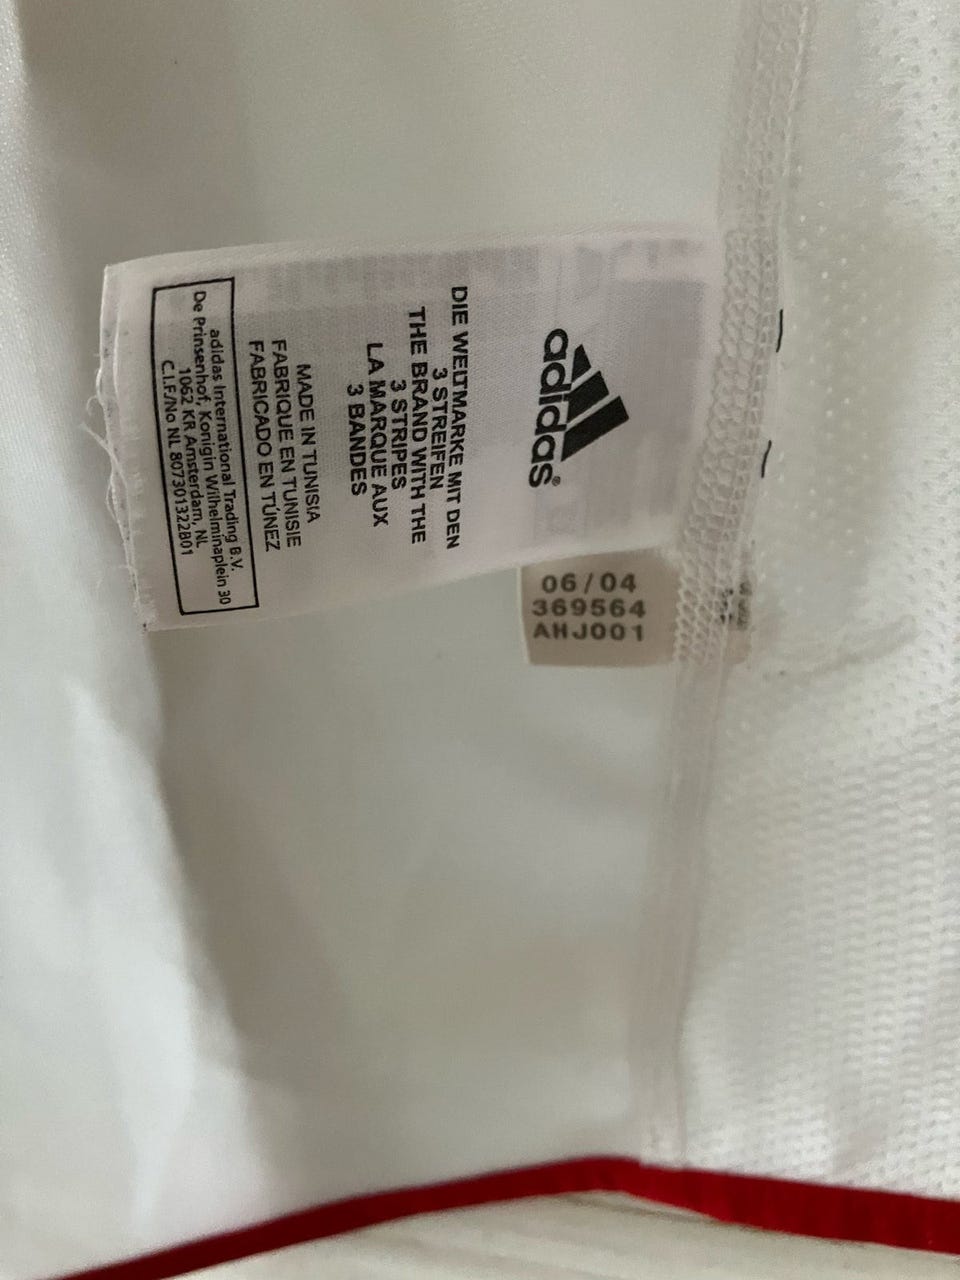 adidas®
DIE WELTMARKE MIT DEN
3 STREIFEN
THE BRAND WITH THE
3 STRIPES
LA MARQUE AUX
3 BANDES
MADE IN TUNISIA
FABRIQUE EN TUNISIE
FABRICADO EN TÚNEZ
adidas International Trading B.V.
De Prinsenhof, Konigin Wilhelminaplein 30
1062 KR Amsterdam, NL
C.I.F./No NL 807301322B01
06/04
369564
AHJ001